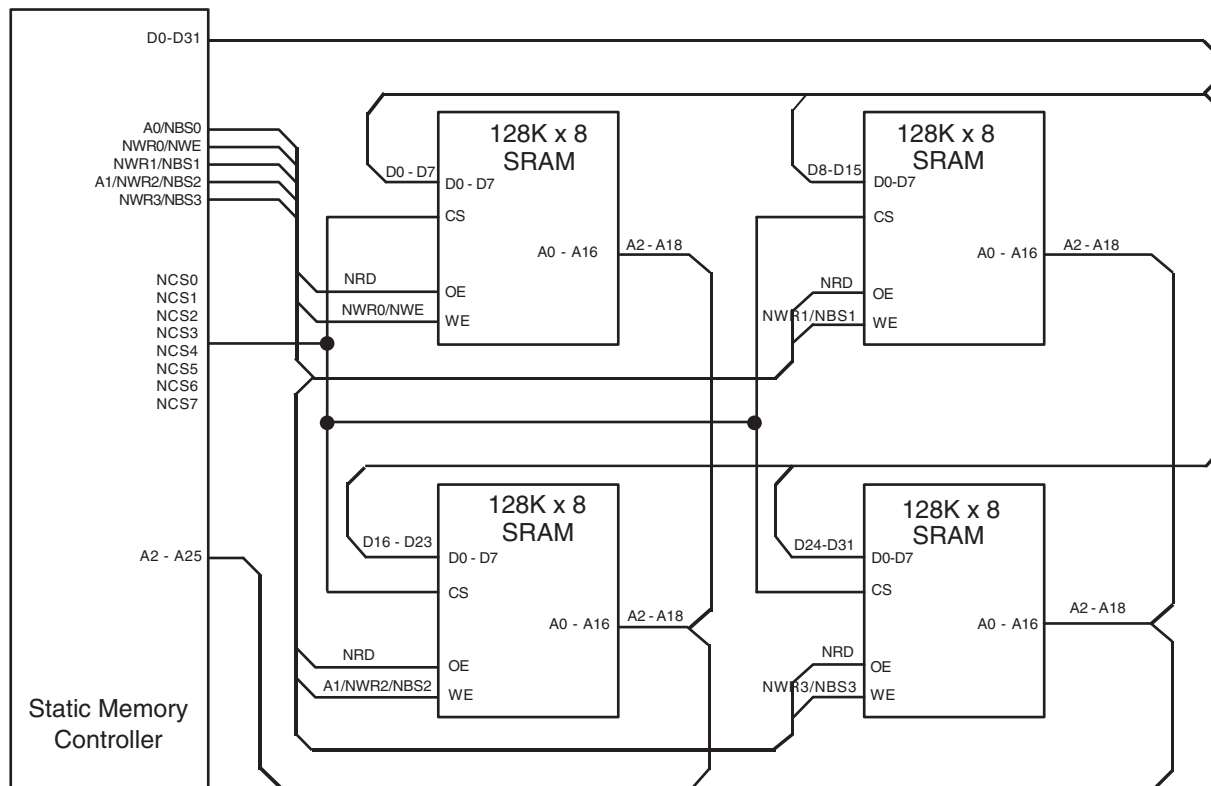 D0-D31
A0/NBS0
NWR0/NWE
NWR1/NBS1
A1/NWR2/NBS2
NWR3/NBS3
NCS0
NCS1
NCS2
NCS3
NCS4
NCS5
NCS6
NCS7
A2 - A25
Static Memory
Controller
128K x 8
SRAM
D0 - D7
D0 - D7
CS
A0 - A16
A2 - A18
NRD
OE
NWR0/NWE
WE
128K x 8
SRAM
D8-D15
D0-D7
CS
A0 - A16
A2 - A18
NRD
OE
NWR1/NBS1
WE
128K x 8
SRAM
D16 - D23
D0 - D7
CS
A0 - A16
A2 - A18
NRD
OE
A1/NWR2/NBS2
WE
128K x 8
SRAM
D24-D31
D0-D7
CS
A0 - A16
A2 - A18
NRD
OE
NWR3/NBS3
WE